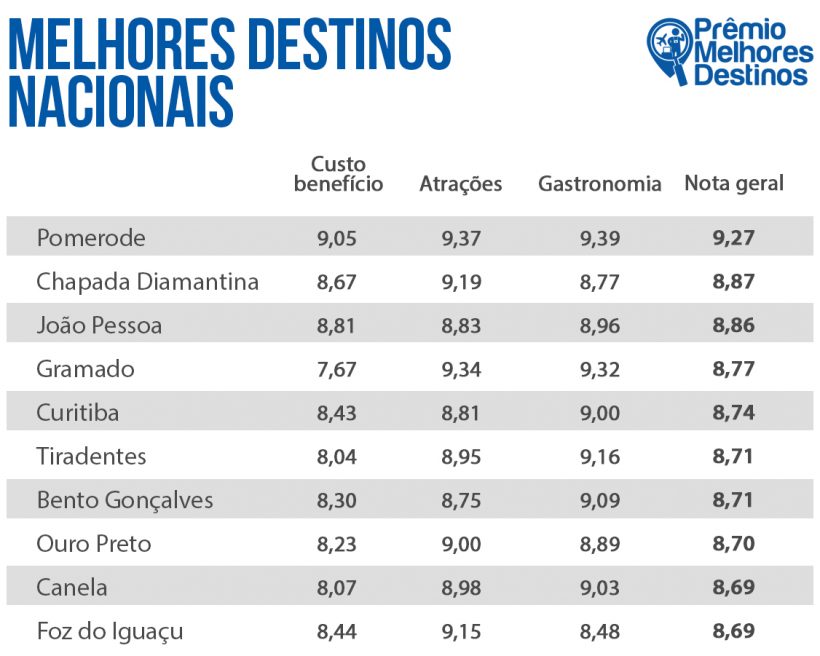 MELHORES DESTINOS
NACIONAIS
Prêmio
Melhores
Destinos
Custo
benefício Atrações Gastronomia Nota geral
Pomerode 9,05 9,37 9,39 9,27
Chapada Diamantina 8,67 9,19 8,77 8,87
João Pessoa 8,81 8,83 8,96 8,86
Gramado 7,67 9,34 9,32 8,77
Curitiba 8,43 8,81 9,00 8,74
Tiradentes 8,04 8,95 9,16 8,71
Bento Gonçalves 8,30 8,75 9,09 8,71
Ouro Preto 8,23 9,00 8,89 8,70
Canela 8,07 8,98 9,03 8,69
Foz do Iguaçu 8,44 9,15 8,48 8,69